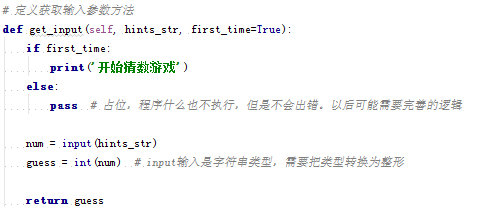 # 定义获取输入参数方法
def get_input(self, hints_str, first_time=True):
    if first_time:
        print('开始猜数游戏')
    else:
        pass  # 占位，程序什么也不执行，但是不会出错。以后可能需要完善的逻辑
    num = input(hints_str)
    guess = int(num)  # input输入是字符串类型，需要把类型转换为整形
    return guess